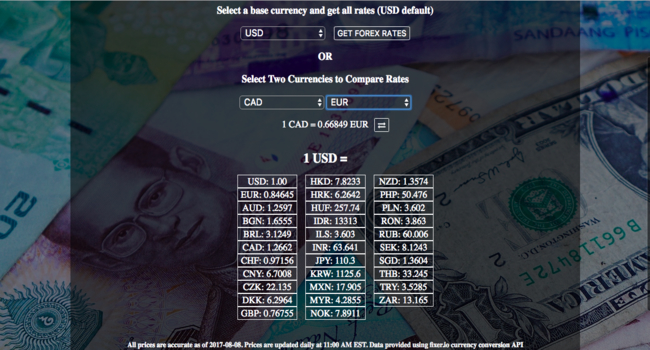 Select a base currency and get all rates (USD default)
USD GET FOREX RATES
OR
Select Two Currencies to Compare Rates
CAD EUR
1 CAD = 0.66849 EUR
1 USD =
USD: 1.00 HKD: 7.8233 NZD: 1.3574
EUR: 0.84645 HRK: 6.2642 PHP: 50.476
AUD: 1.2597 HUF: 257.74 PLN: 3.602
BGN: 1.6555 IDR: 13313 RON: 3.863
BRL: 3.1249 ILS: 3.603 RUB: 60.006
CAD: 1.2662 INR: 63.641 SEK: 8.1243
CHF: 0.97156 JPY: 110.3 SGD: 1.3604
CNY: 6.7008 KRW: 1125.6 THB: 33.245
CZK: 22.135 MXN: 17.905 TRY: 3.5285
DKK: 6.2964 MYR: 4.2855 ZAR: 13.165
GBP: 0.76755 NOK: 7.8911
All prices are accurate as of 2017-08-08. Prices are updated daily at 11:00 AM EST. Data provided using fixer.io currency conversion API
SANDAANG PIS
WASHINGTON, D.C.
B6611848
AMERICA
20